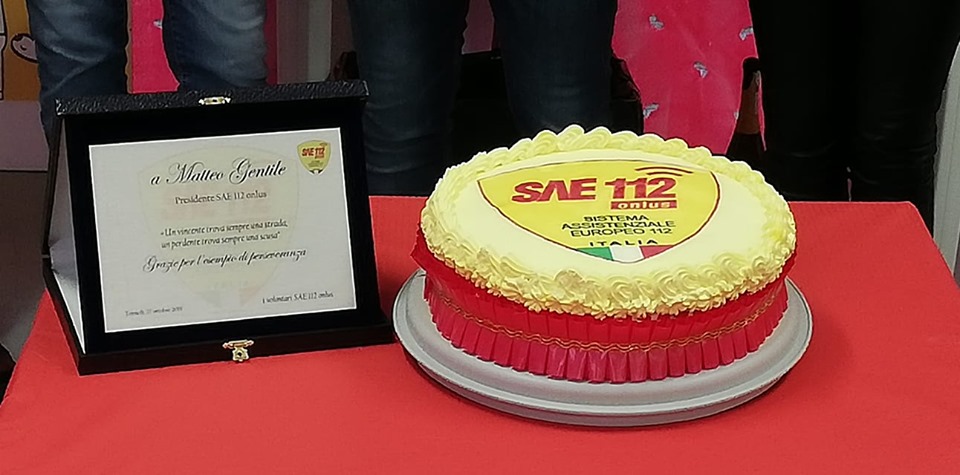 a Matteo Gentile
SAE 112
Presidente SAE 112 onlus
«Un vincente trova sempre una strada,
un perdente trova sempre una scusa"
Grazie per l'esempio di perseveranza
i volontari SAE 112 onlus
ottobre
SAE 112
onlus
SISTEMA
ASSISTENZIALE
EUROPEO 112
ITALIA